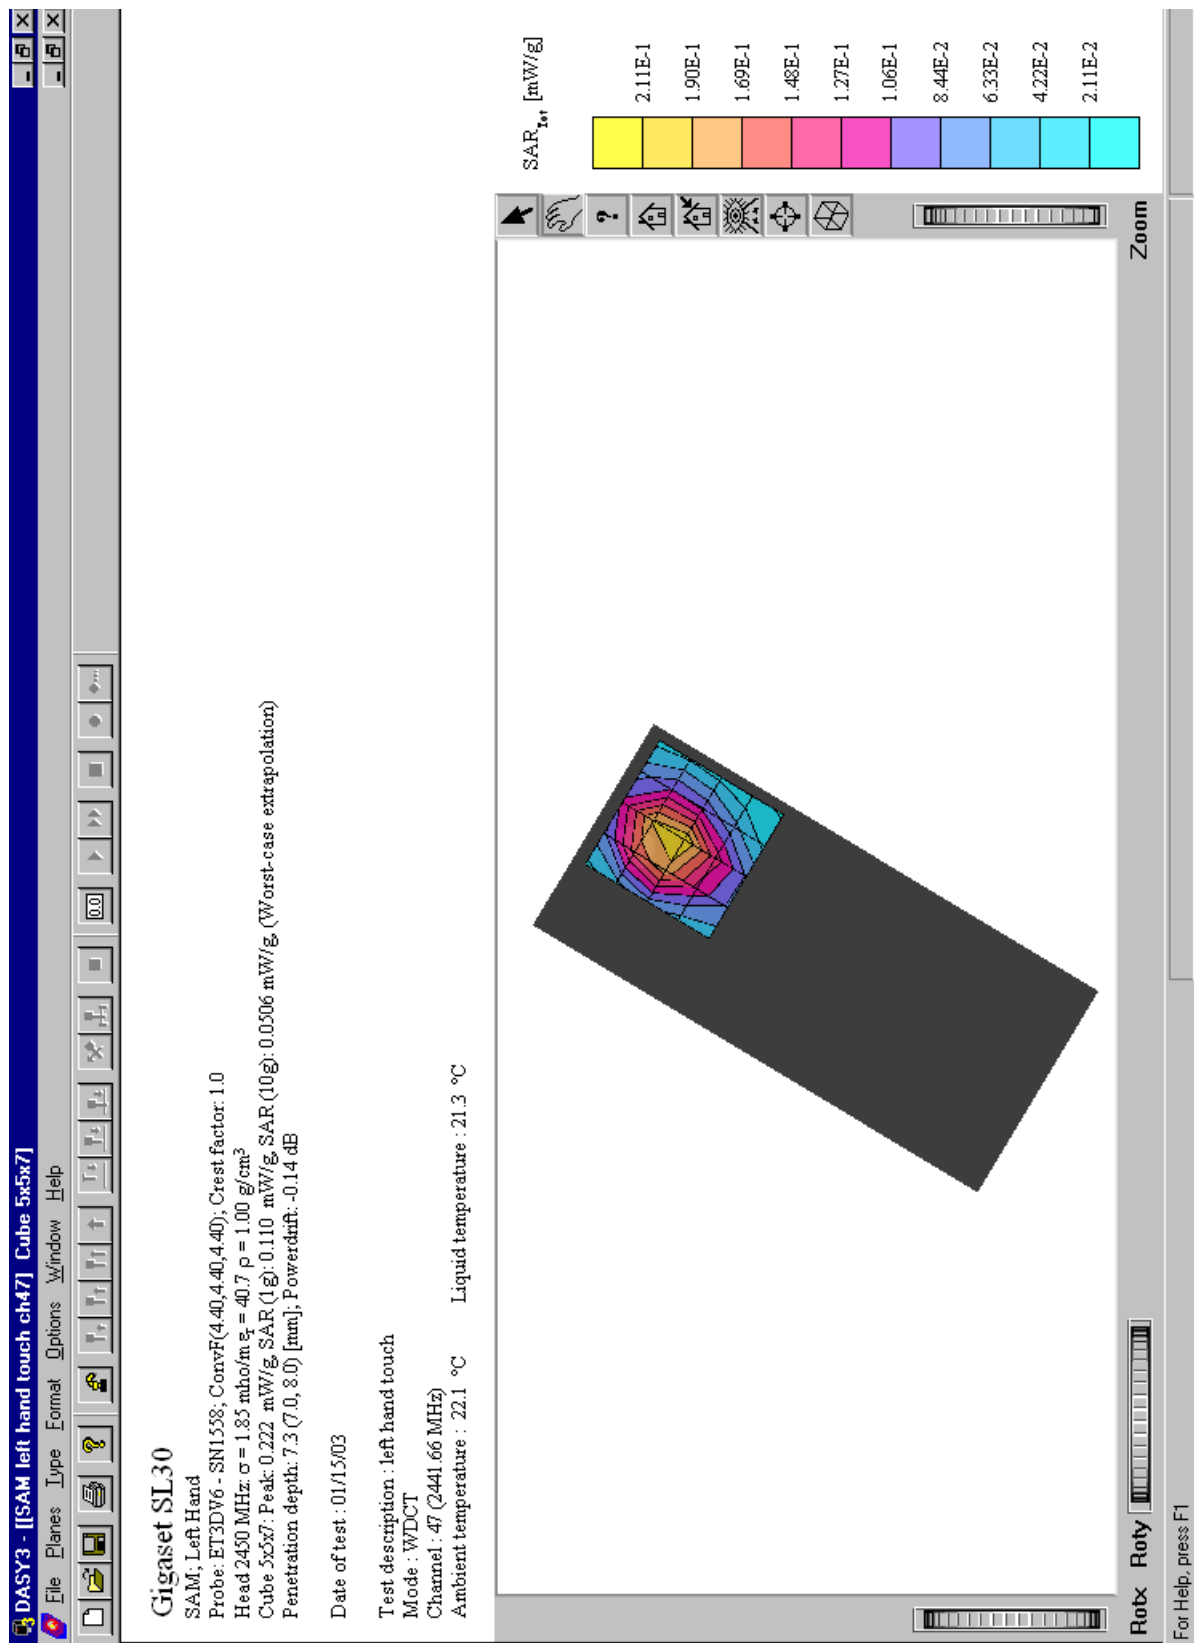 DASY3 - [[SAM left hand touch ch47] Cube 5x5x7]
File Planes Type Format Options Window Help
0.0
Gigaset SL30
SAM; Left Hand
Probe: ET3DV6 - SN1558; ConvF(4.40,4.40,4.40); Crest factor: 1.0
Head 2450 MHz: σ = 1.85 mho/m εr = 40.7 ρ = 1.00 g/cm³
Cube 5x5x7: Peak: 0.222 mW/g, SAR (1g): 0.110 mW/g, SAR (10g): 0.0506 mW/g, (Worst-case extrapolation)
Penetration depth: 7.3 (7.0, 8.0) [mm]; Powerdrift: -0.14 dB
Date of test : 01/15/03
Test description : left hand touch
Mode : WDCT
Channel : 47 (2441.66 MHz)
Ambient temperature : 22.1 °C Liquid temperature : 21.3 °C
SARTot [mW/g]
2.11E-1
1.90E-1
1.69E-1
1.48E-1
1.27E-1
1.06E-1
8.44E-2
6.33E-2
4.22E-2
2.11E-2
Rotx Roty Zoom
For Help, press F1